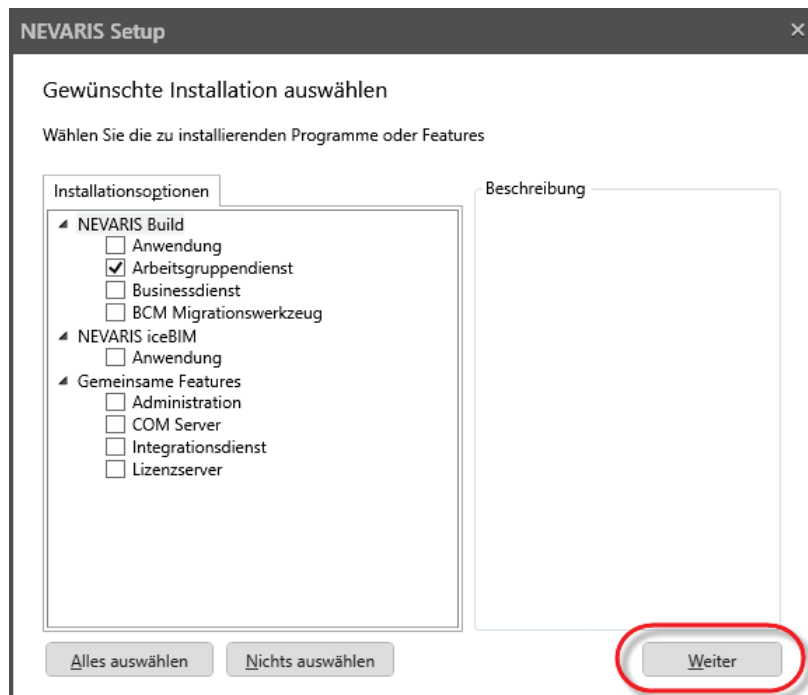 NEVARIS Setup
Gewünschte Installation auswählen
Wählen Sie die zu installierenden Programme oder Features
Installationsoptionen
Beschreibung
NEVARIS Build
Anwendung
Arbeitsgruppendienst
Businessdienst
BCM Migrationswerkzeug
NEVARIS iceBIM
Anwendung
Gemeinsame Features
Administration
COM Server
Integrationsdienst
Lizenzserver
Alles auswählen
Nichts auswählen
Weiter